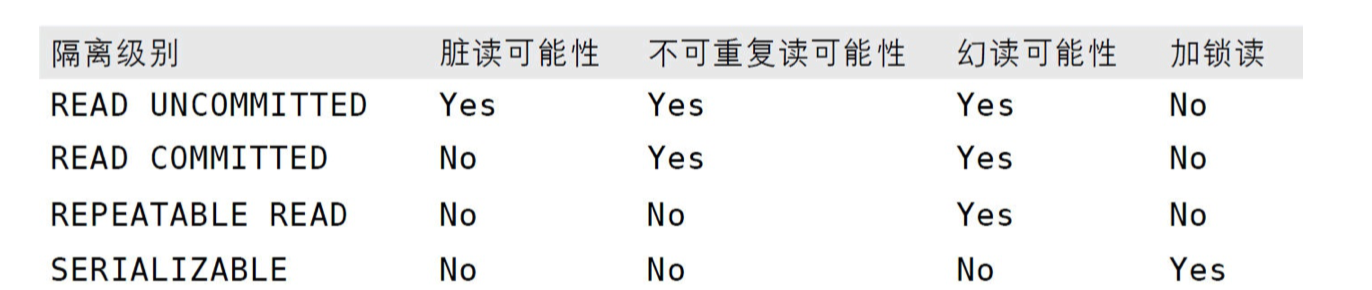 隔离级别 脏读可能性 不可重复读可能性 幻读可能性 加锁读
READ UNCOMMITTED Yes Yes Yes No
READ COMMITTED No Yes Yes No
REPEATABLE READ No No Yes No
SERIALIZABLE No No No Yes